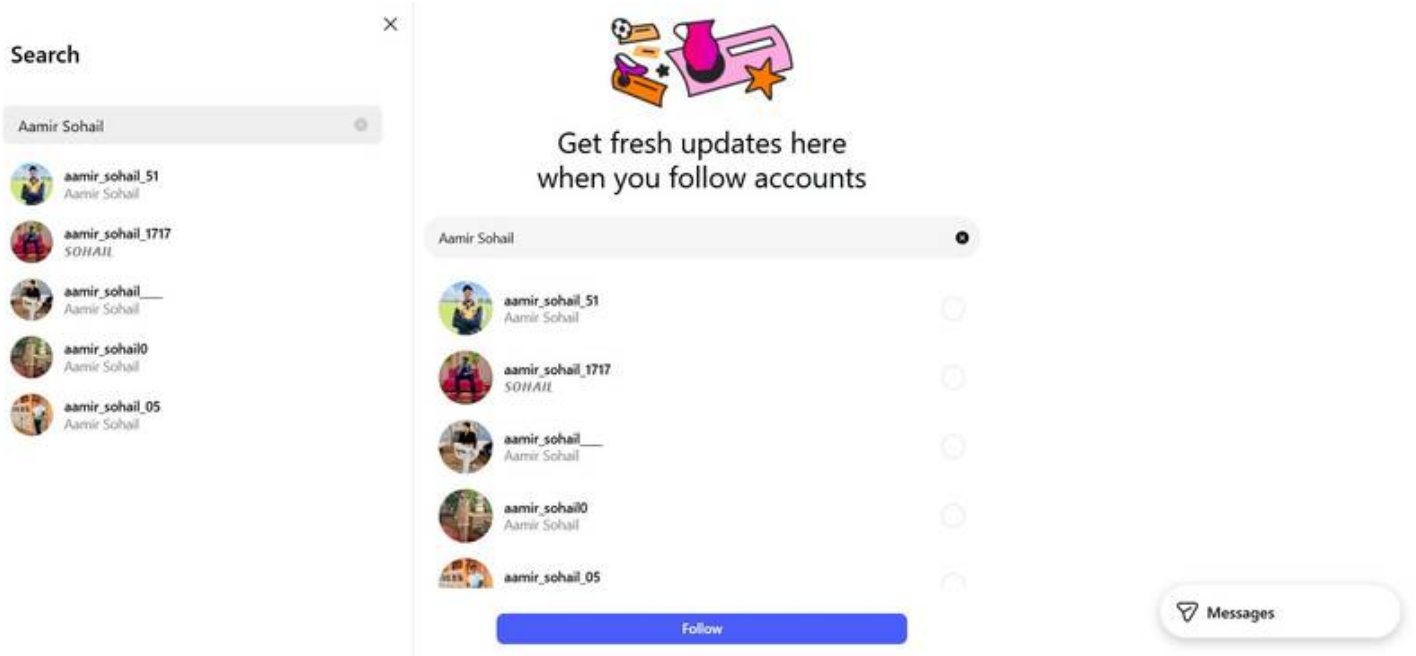 Search
Aamir Sohail
aamir_sohail_51
Aamir Sohail
aamir_sohail_1717
SOHAIL
aamir_sohail___
Aamir Sohail
aamir_sohail0
Aamir Sohail
aamir_sohail_05
Aamir Sohail
Get fresh updates here
when you follow accounts
Aamir Sohail
aamir_sohail_51
Aamir Sohail
aamir_sohail_1717
SOHAIL
aamir_sohail___
Aamir Sohail
aamir_sohail0
Aamir Sohail
aamir_sohail_05
Follow
Messages